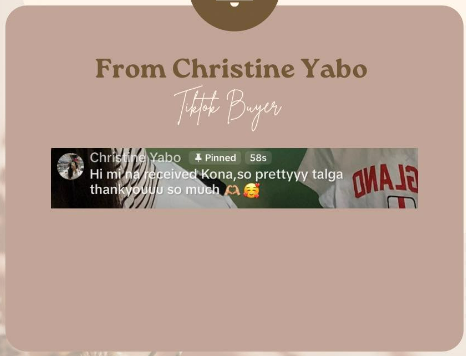 From Christine Yabo
Tiktok Buyer
Christine Yabo Pinned 58s
Hi mi na received Kona,so prettyyy talga
thankyouuu so much 🫶🥰
GLAND